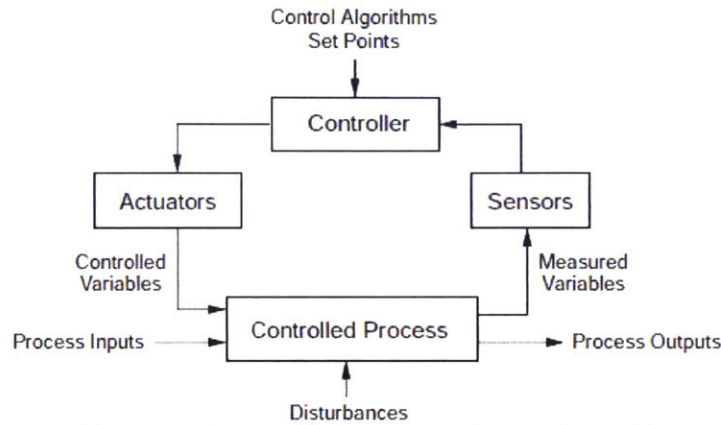 Control Algorithms
Set Points
Controller
Actuators
Sensors
Controlled
Variables
Measured
Variables
Controlled Process
Process Inputs
Process Outputs
Disturbances